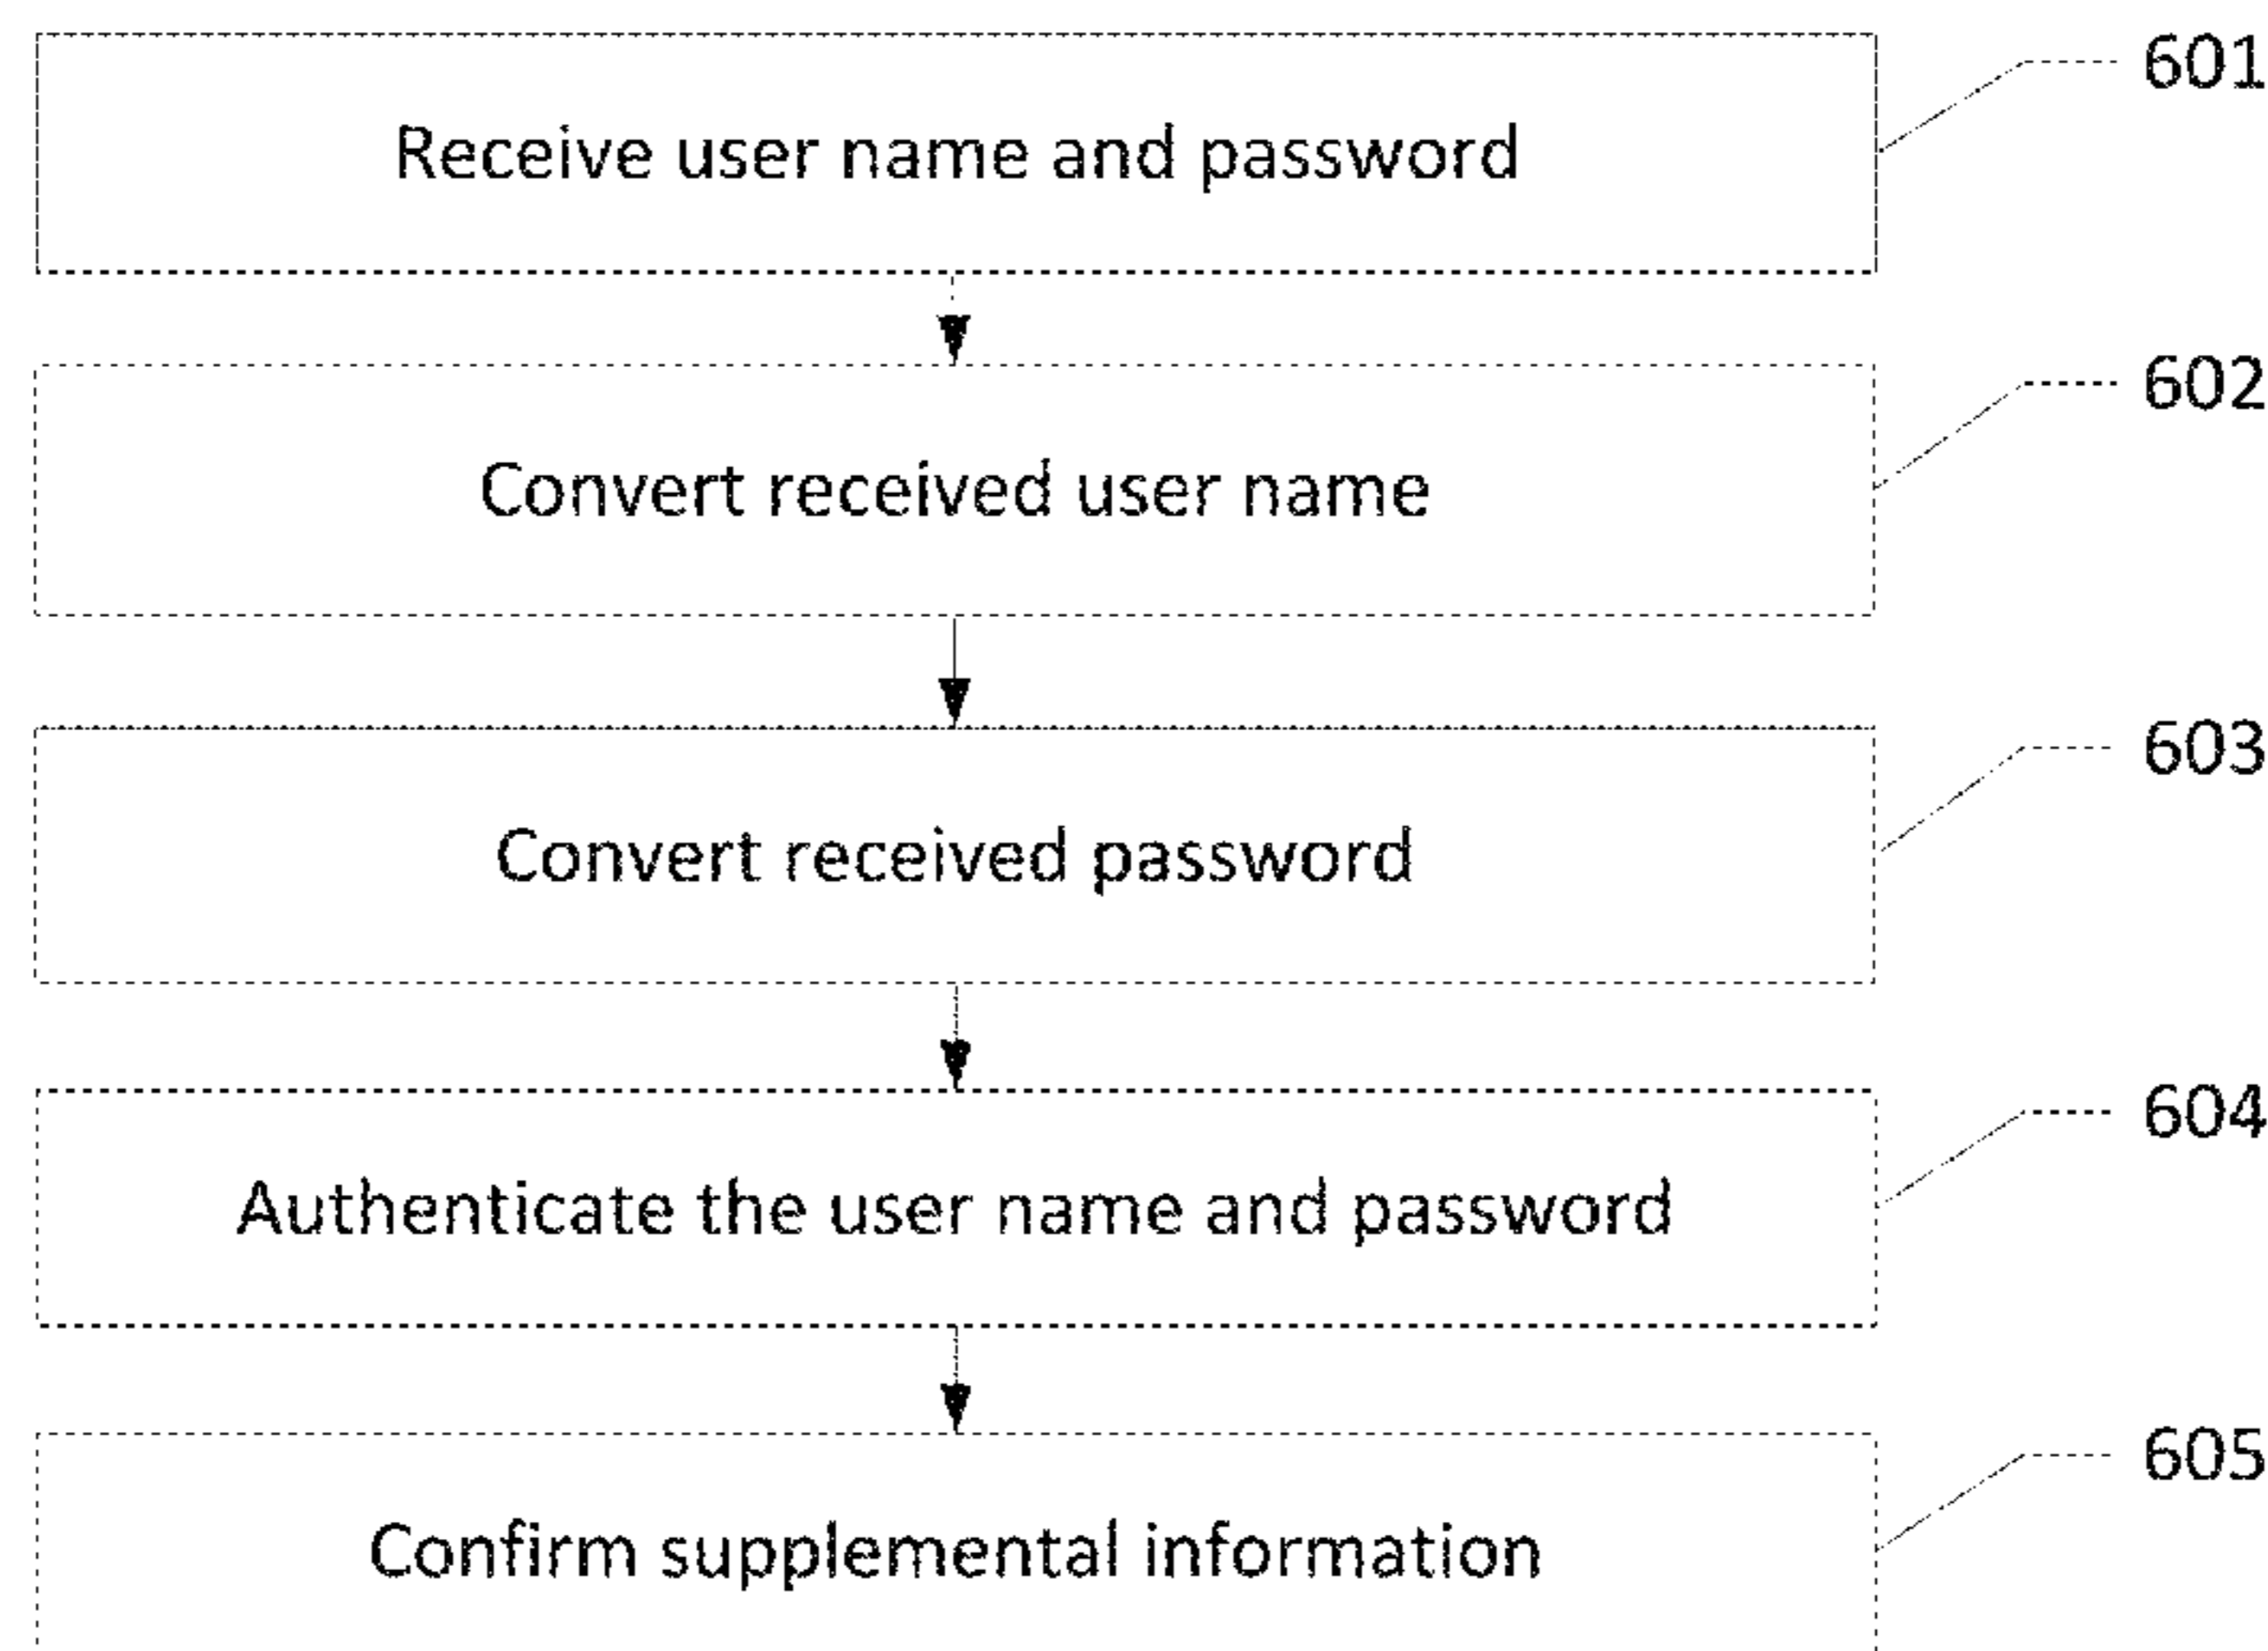 Receive user name and password
601
Convert received user name
602
Convert received password
603
Authenticate the user name and password
604
Confirm supplemental information
605